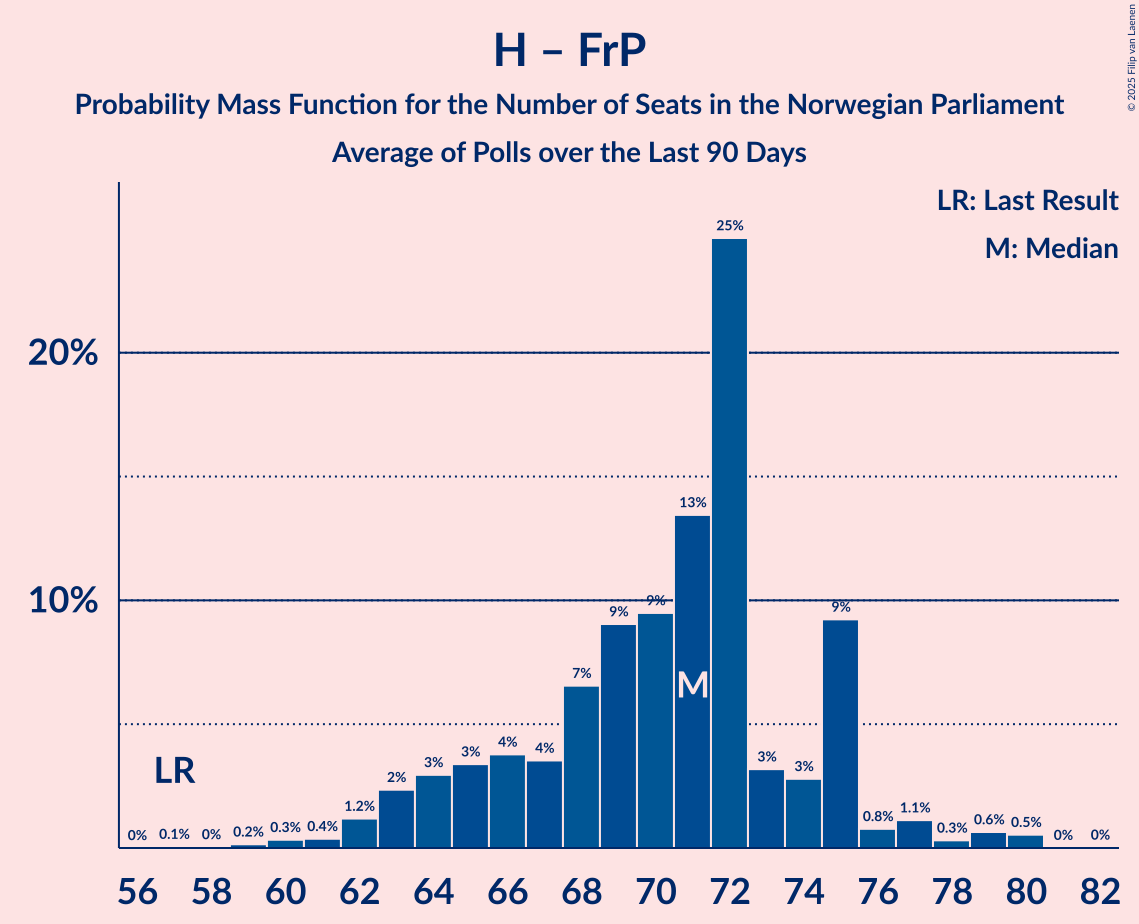 H – FrP
Probability Mass Function for the Number of Seats in the Norwegian Parliament
Average of Polls over the Last 90 Days
© 2025 Filip van Laenen
LR: Last Result
M: Median
20%
10%
LR
M
0% 0.1% 0% 0.2% 0.3% 0.4% 1.2% 2% 3% 3% 4% 4% 7% 9% 9% 13% 25% 3% 3% 9% 0.8% 1.1% 0.3% 0.6% 0.5% 0% 0%
56 58 60 62 64 66 68 70 72 74 76 78 80 82